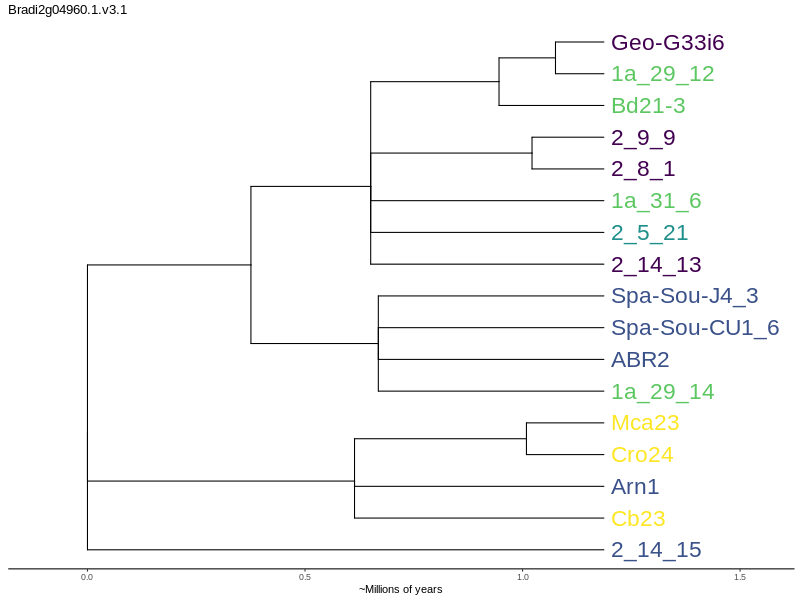 Bradi2g04960.1.v3.1
Geo-G33i6
1a_29_12
Bd21-3
2_9_9
2_8_1
1a_31_6
2_5_21
2_14_13
Spa-Sou-J4_3
Spa-Sou-CU1_6
ABR2
1a_29_14
Mca23
Cro24
Arn1
Cb23
2_14_15
0.0 0.5 1.0 1.5
~Millions of years